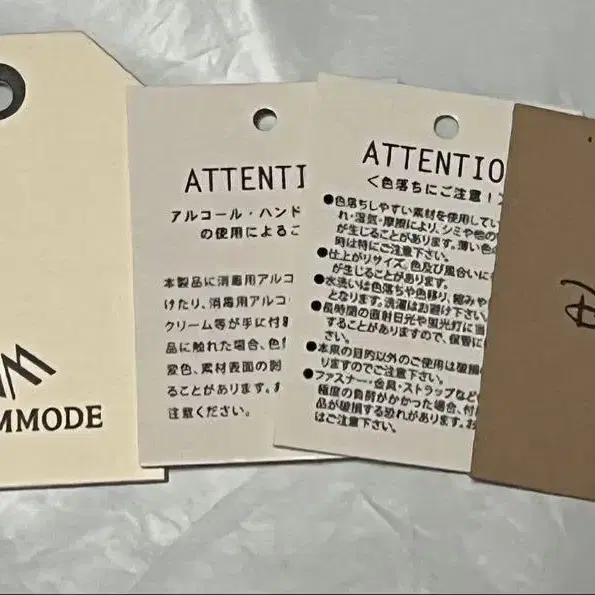 MMODE
ATTENTI
アルコール・ハンド
の使用によるご
本製品に消毒用アルコ
けたり、消毒用アルコ
クリーム等が手に付
品に触れた場合、色
変色、素材表面の剥
ることがあります。
注意ください。
ATTENTIO
<色落ちにご注意!>
●色落ちしやすい素材を使用してい
れ・湿気・摩擦により、シミや他の
が生じることがあります。薄い色
時は特にご注意下さい。
●仕上がりサイズ、色及び風合いに
が生じることがあります。
●水洗いは色落ちや色移り、縮みや
となります。洗濯はお避け下さい。
●長時間の直射日光や蛍光灯に当
することがありますので、保管に
さい。
●本来の目的以外のご使用は破損
りますのでご注意下さい。
●ファスナー・金具・ストラップなど
極度の負荷がかかった場合、付
品が破損する恐れがあります。お
はご注意下さい。